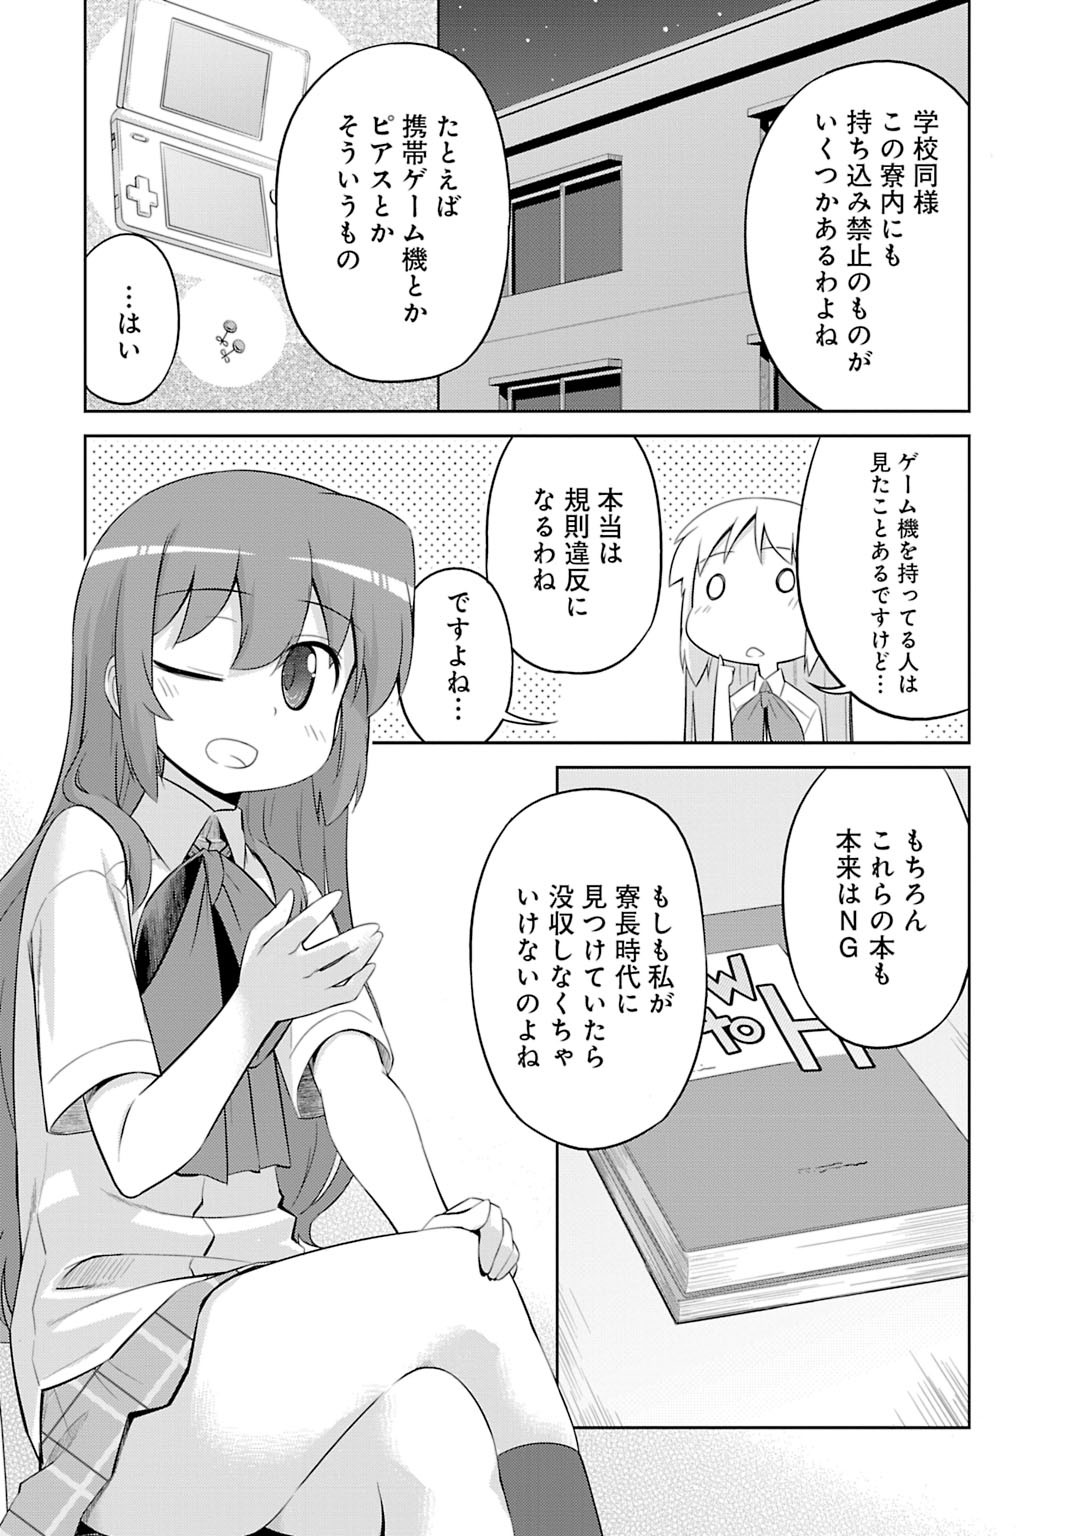 学校同様
この寮内にも
持ち込み禁止のものが
いくつかあるわよね
たとえば
携帯ゲーム機とか
ピアスとか
そういうもの
…はい
ゲーム機を持ってる人は
見たことあるですけど…
本当は
規則違反に
なるわね
ですよね…
もちろん
これらの本も
本来はNG
もしも私が
寮長時代に
見つけていたら
没収しなくちゃ
いけないのよね
to H